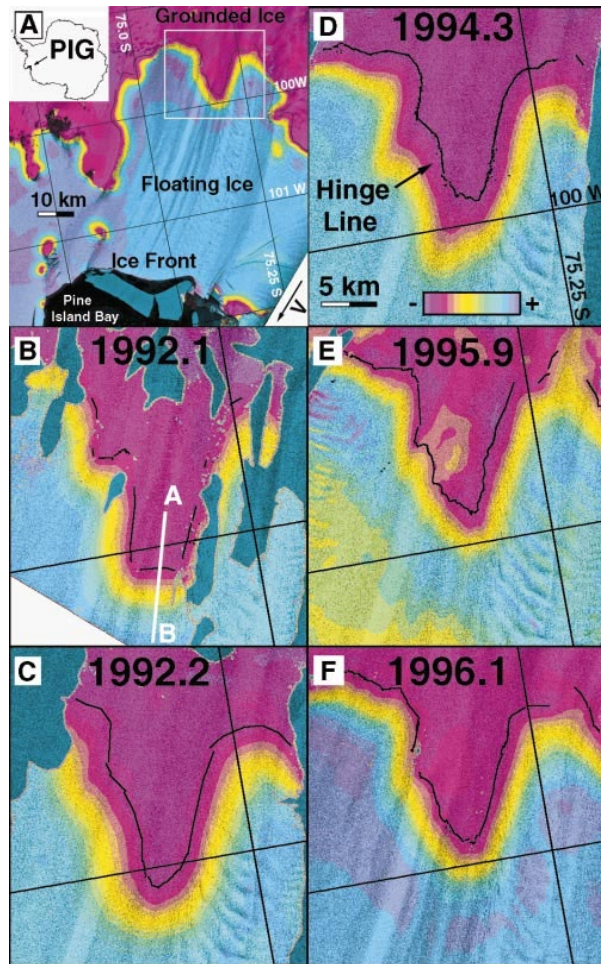 A
PIG
75.0 S
Grounded Ice
100W
Floating Ice
10 km
101 W
Ice Front
75.25 S
Pine
Island Bay
V
D
1994.3
Hinge
Line
100 W
5 km
- +
75.25 S
B
1992.1
A
B
E
1995.9
C
1992.2
F
1996.1